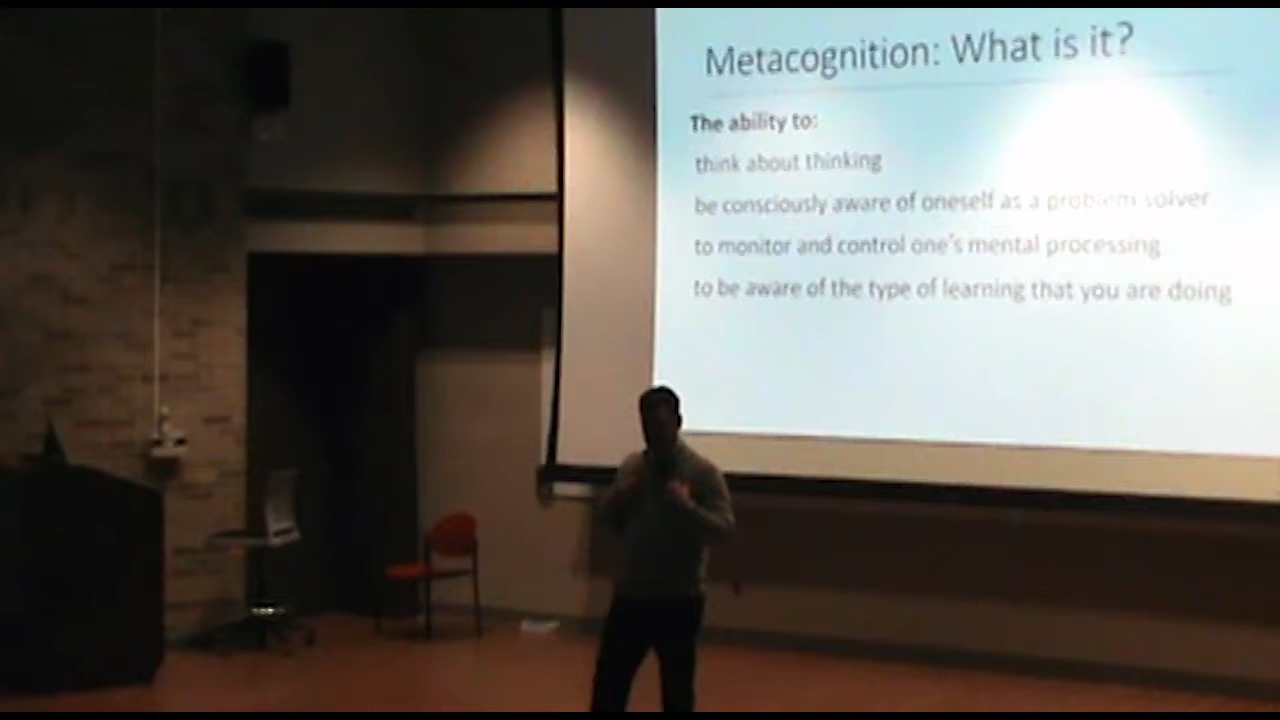 Metacognition: What is it?
The ability to:
think about thinking
be consciously aware of oneself as a problem solver
to monitor and control one's mental processing
to be aware of the type of learning that you are doing